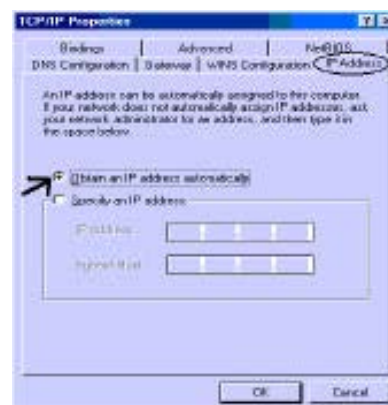 TCP/IP Properties
Bindings Advanced NetBIOS
DNS Configuration Gateway WINS Configuration IP Address
An IP address can be automatically assigned to this computer.
If your network does not automatically assign IP addresses, ask
your network administrator for an address, and then type it in
the space below.
Obtain an IP address automatically
Specify an IP address
IP Address
Subnet Mask
OK Cancel